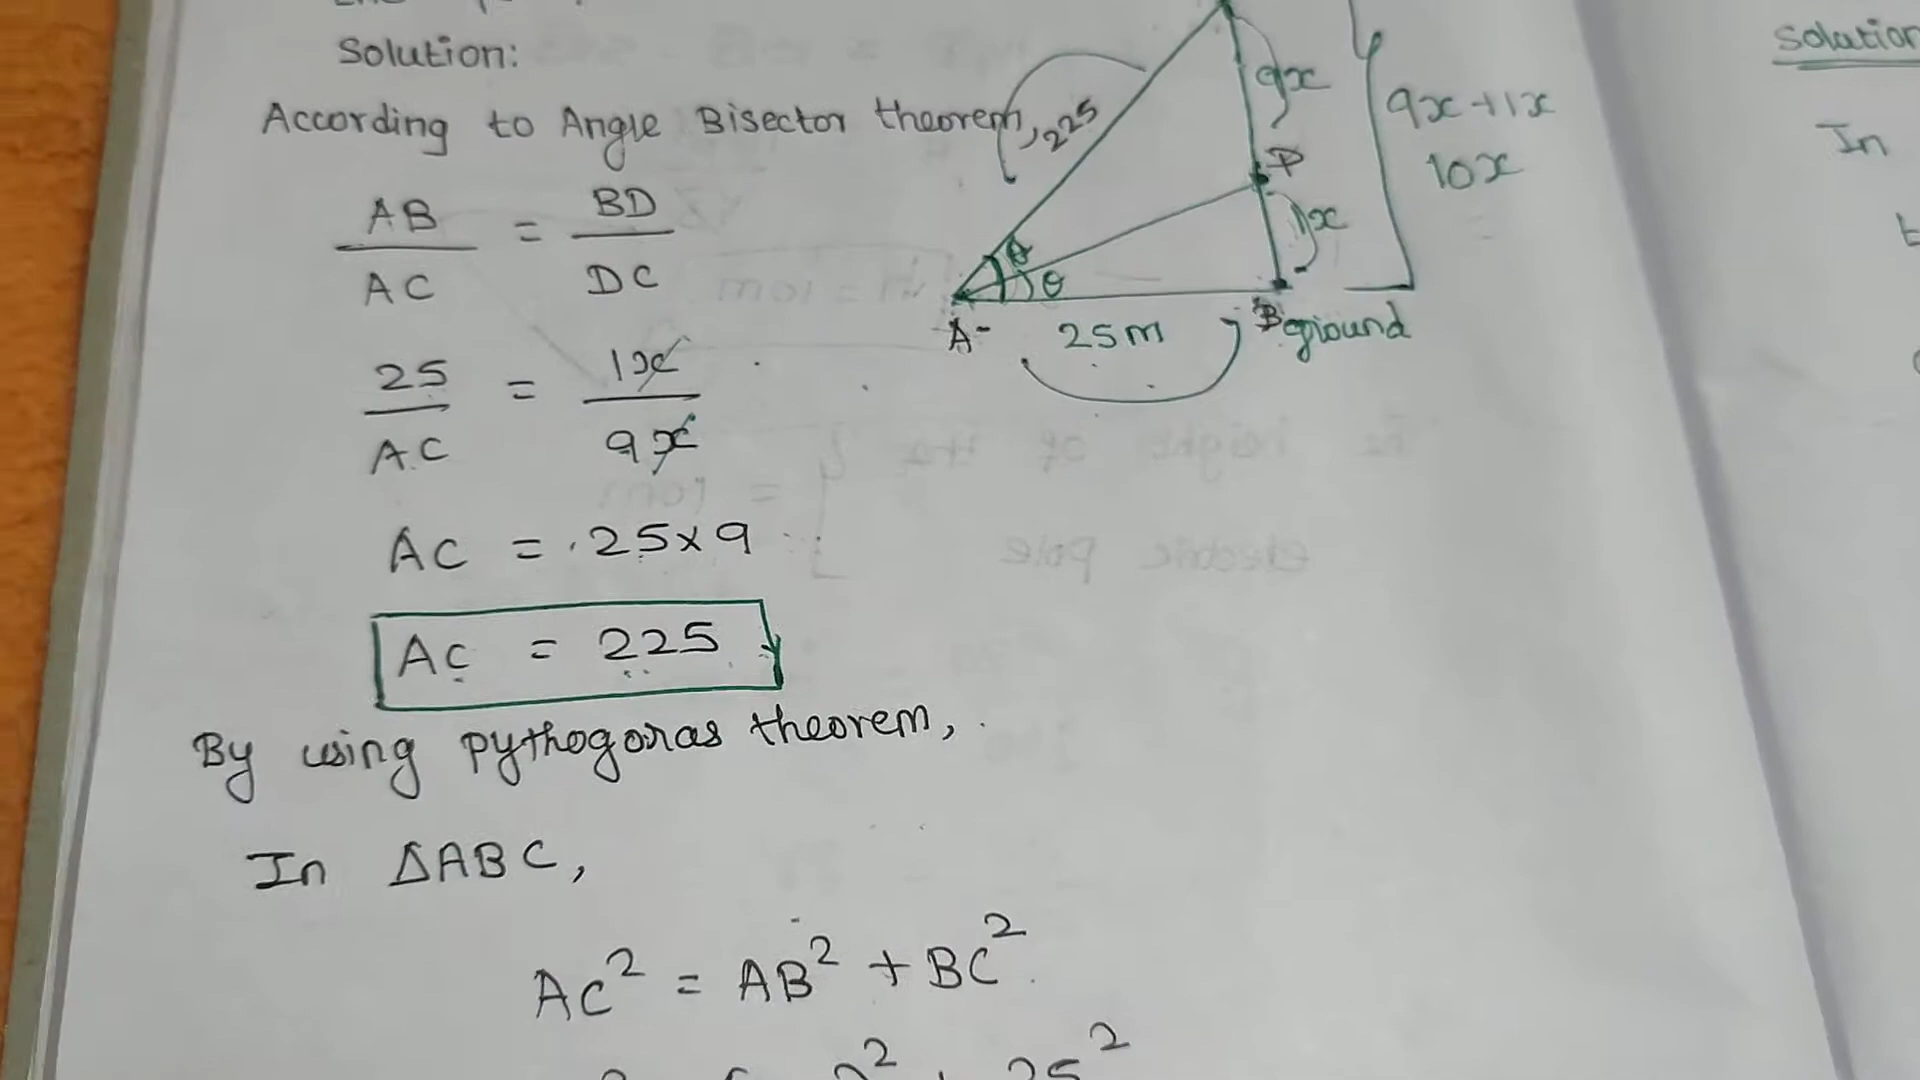 Solution:
According to Angle Bisector theorem,
AB / AC = BD / DC
25 / AC = 1x / 9x
AC = 25 x 9
AC = 225
By using pythogoras theorem,
In ΔABC,
AC² = AB² + BC²
225
9x
D
1x
9x + 1x
10x
θ
θ
A
25m
B
ground
Solution
In